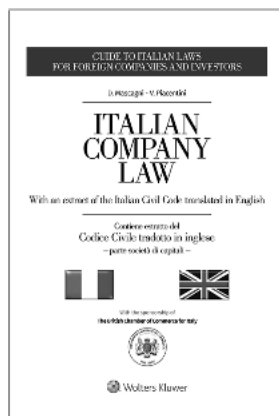 GUIDE TO ITALIAN LAWS
FOR FOREIGN COMPANIES AND INVESTORS
D. Mascagni - V. Piacentini
ITALIAN
COMPANY
LAW
With an extract of the Italian Civil Code translated in English
Contiene estratto del
Codice Civile tradotto in inglese
– parte società di capitali –
With the sponsorship of
The British Chamber of Commerce for Italy
Wolters Kluwer